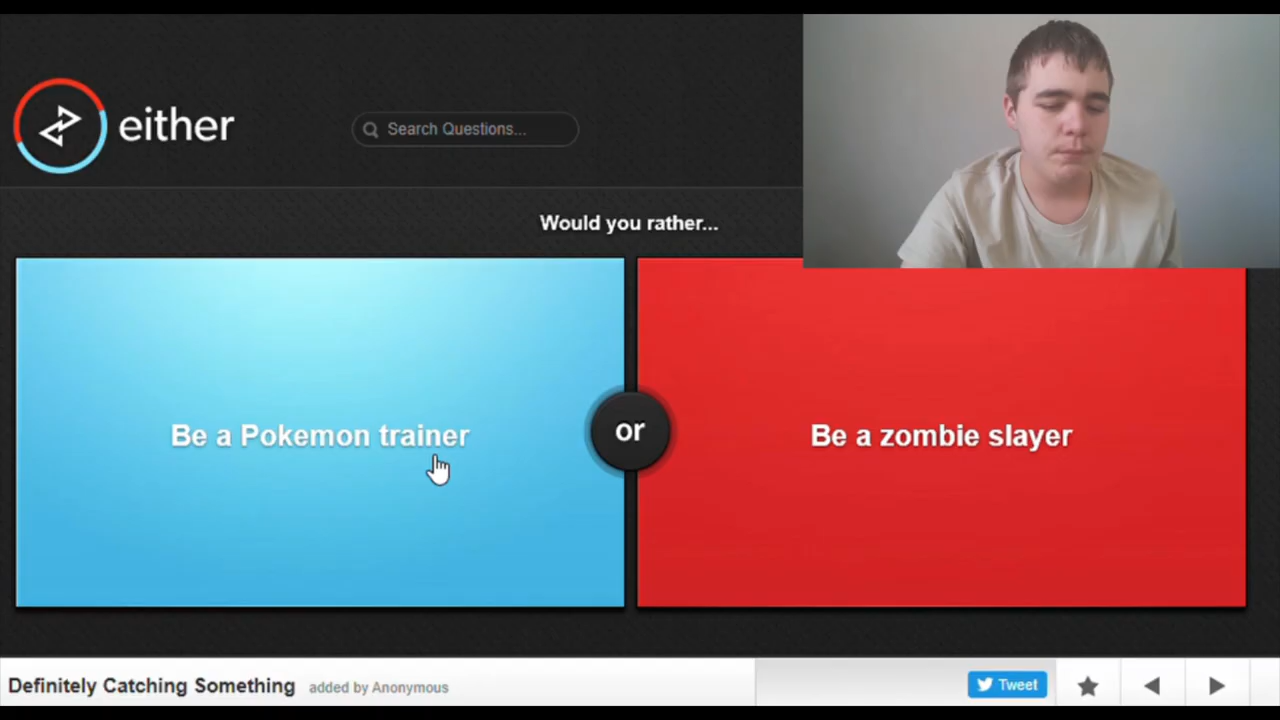 either
Search Questions...
Would you rather...
Be a Pokemon trainer
or
Be a zombie slayer
Definitely Catching Something added by Anonymous
Tweet